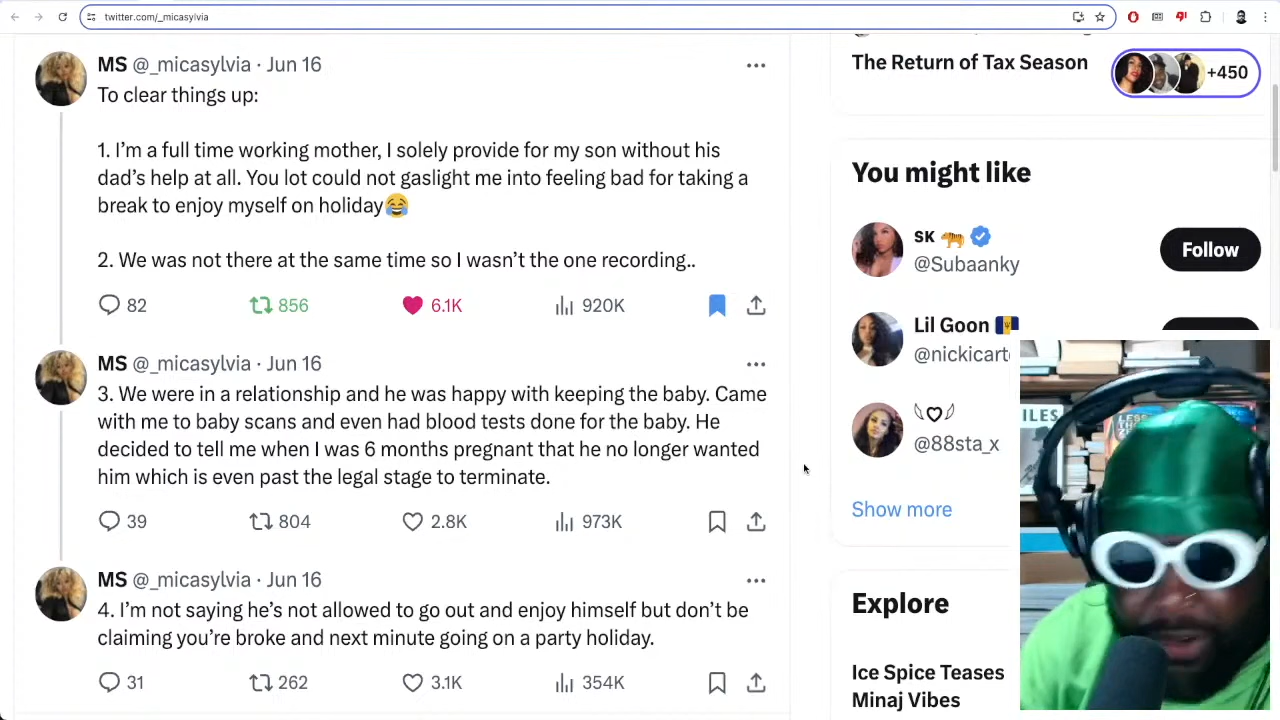 twitter.com/_micasylvia
MS @_micasylvia · Jun 16
To clear things up:
1. I'm a full time working mother, I solely provide for my son without his
dad's help at all. You lot could not gaslight me into feeling bad for taking a
break to enjoy myself on holiday😂
2. We was not there at the same time so I wasn't the one recording..
82 856 6.1K 920K
MS @_micasylvia · Jun 16
3. We were in a relationship and he was happy with keeping the baby. Came
with me to baby scans and even had blood tests done for the baby. He
decided to tell me when I was 6 months pregnant that he no longer wanted
him which is even past the legal stage to terminate.
39 804 2.8K 973K
MS @_micasylvia · Jun 16
4. I'm not saying he's not allowed to go out and enjoy himself but don't be
claiming you're broke and next minute going on a party holiday.
31 262 3.1K 354K
The Return of Tax Season
+450
You might like
SK 🐅
@Subaanky
Follow
Lil Goon 🇧🇧
@nickicart
@88sta_x
Show more
Explore
Ice Spice Teases
Minaj Vibes
ILES
LESS